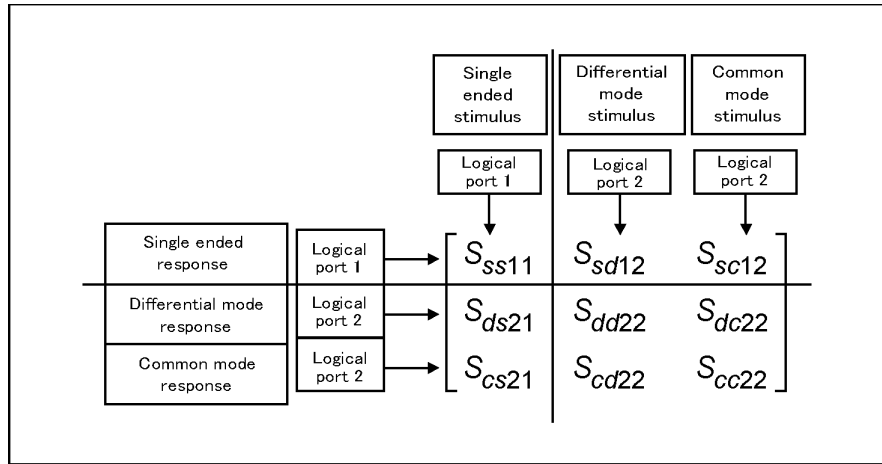 Single
ended
stimulus
Differential
mode
stimulus
Common
mode
stimulus
Logical
port 1
Logical
port 2
Logical
port 2
Single ended
response
Logical
port 1
Sss11 Ssd12 Ssc12
Differential mode
response
Logical
port 2
Sds21 Sdd22 Sdc22
Common mode
response
Logical
port 2
Scs21 Scd22 Scc22